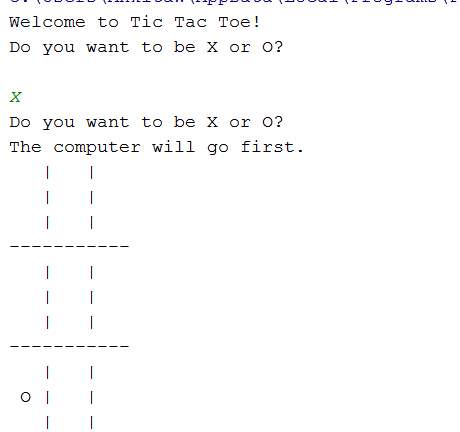 Welcome to Tic Tac Toe!
Do you want to be X or O?
X
Do you want to be X or O?
The computer will go first.
   |   |
   |   |
   |   |
-----------
   |   |
   |   |
   |   |
-----------
   |   |
 O |   |
   |   |